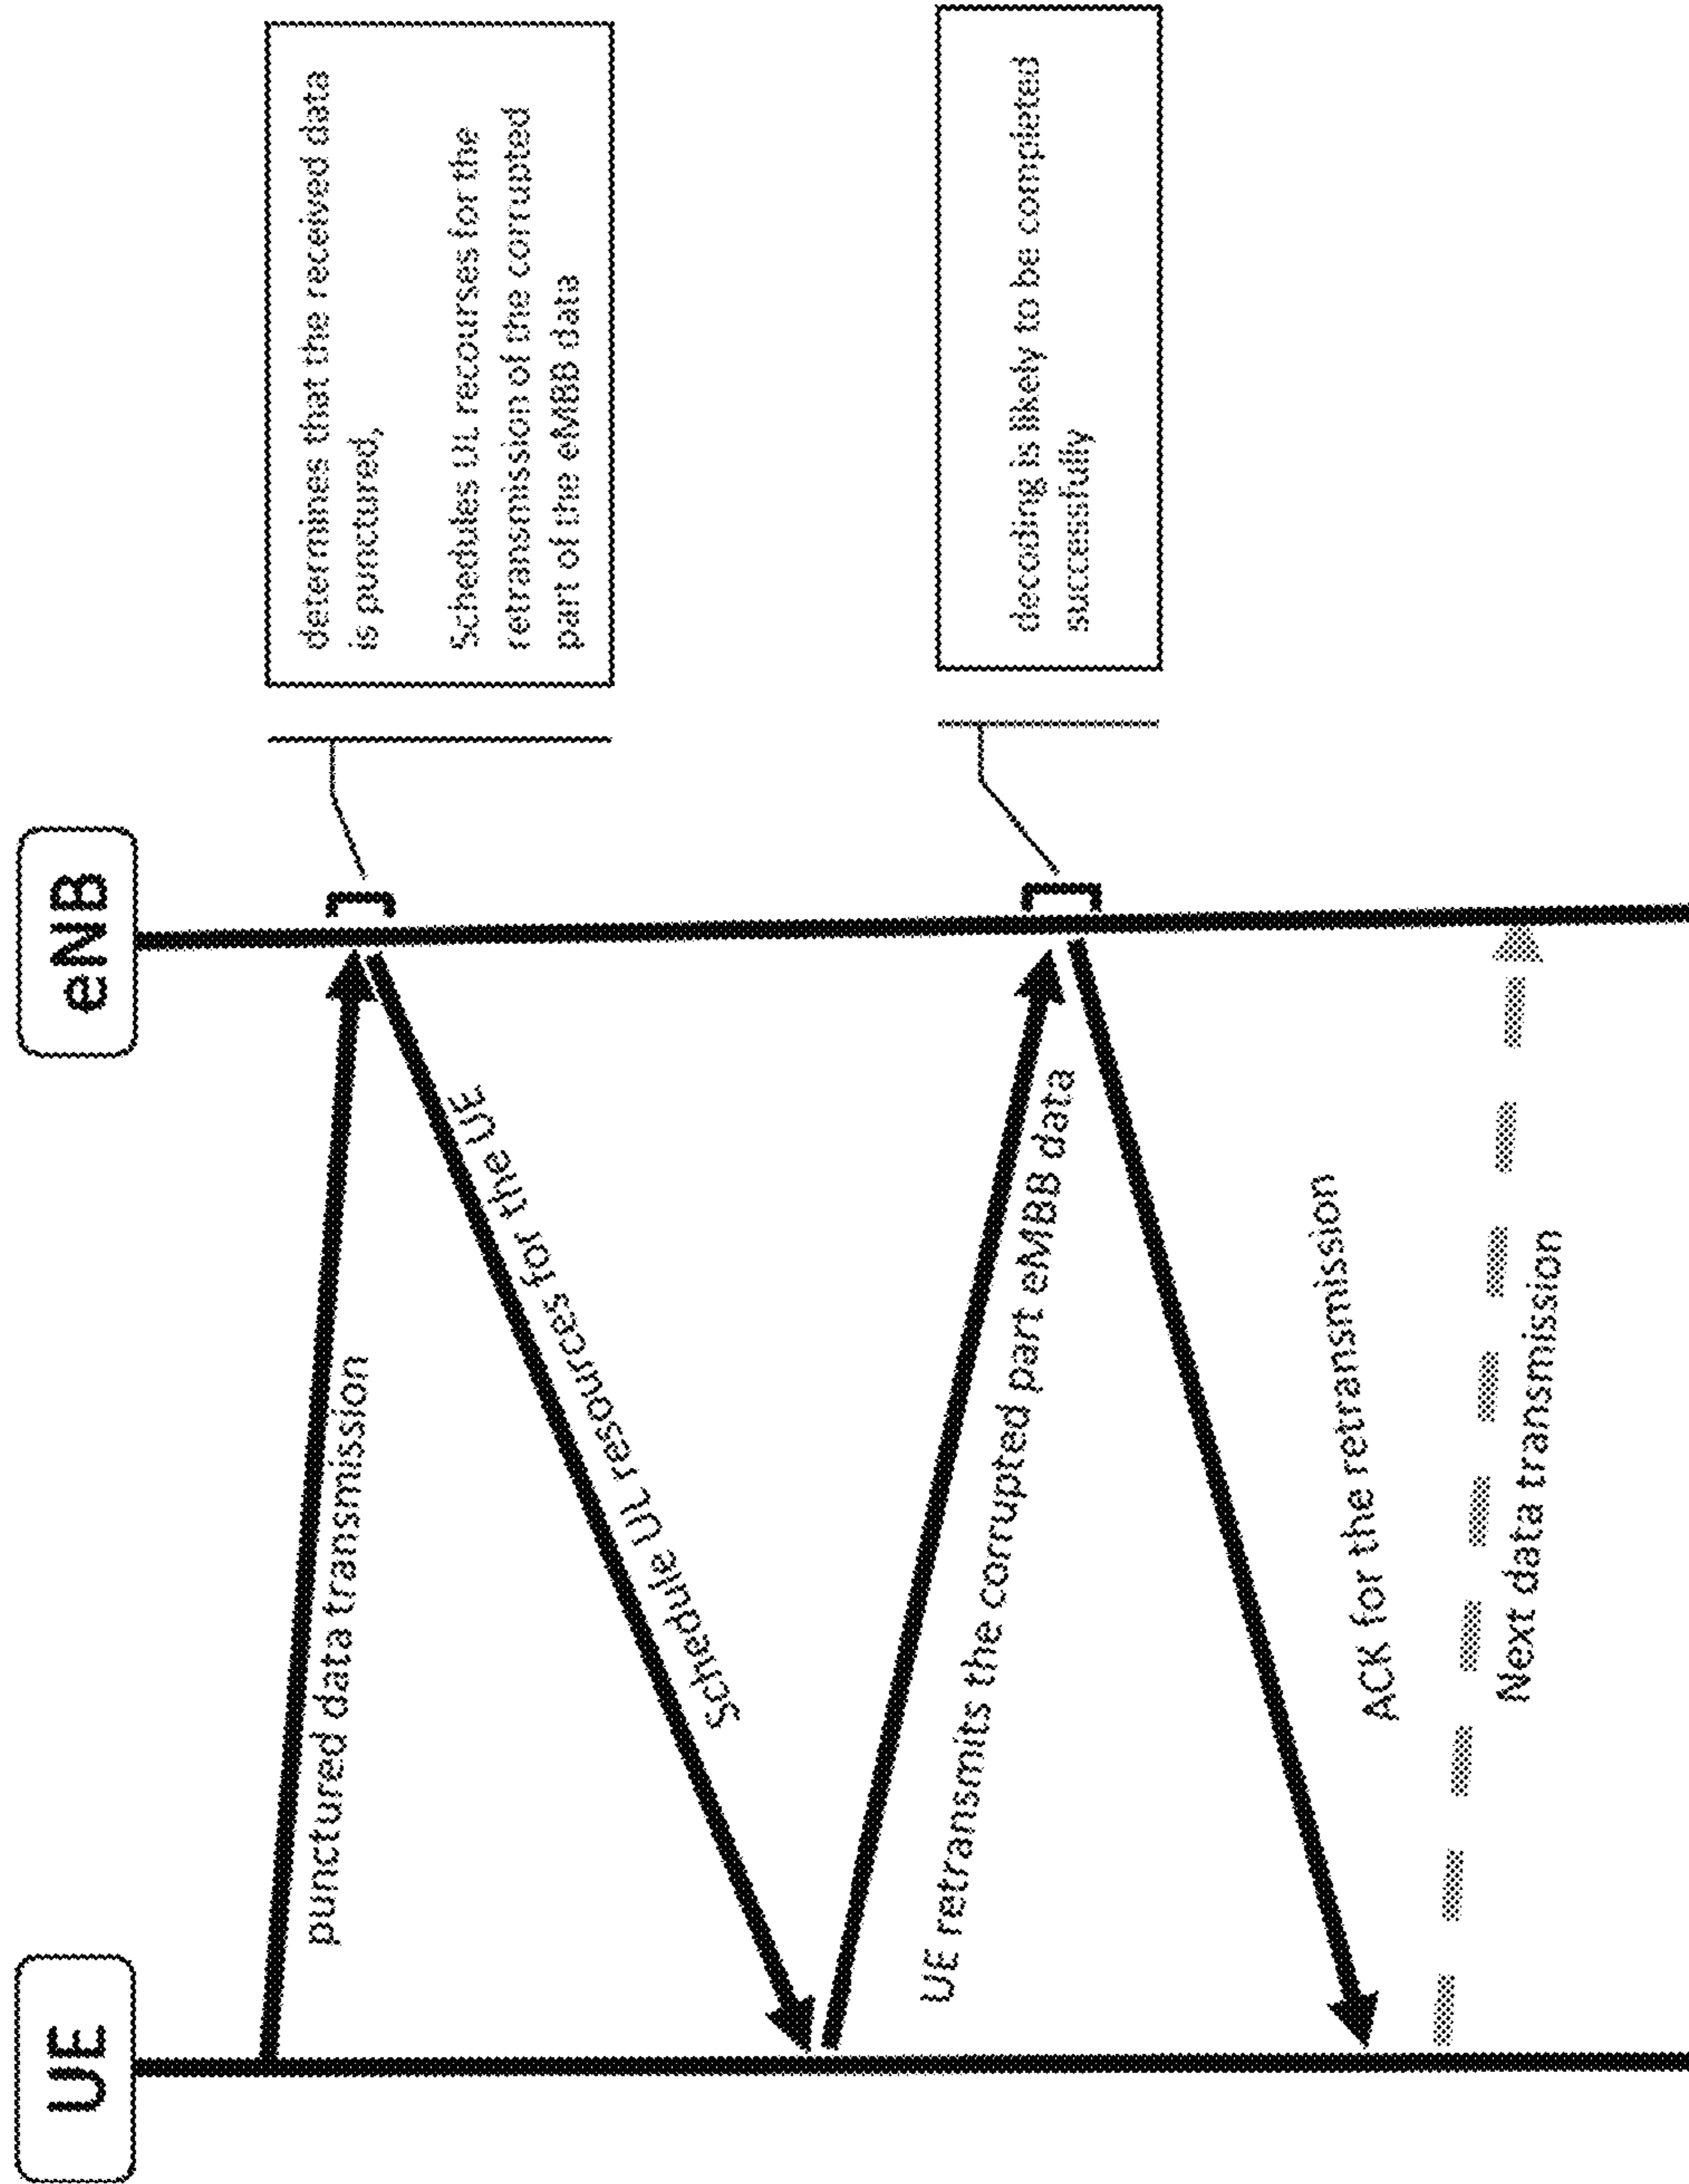 UE
eNB
punctured data transmission
determines that the received data
is punctured,
Schedules UL recourses for the
retransmission of the corrupted
part of the eMBB data
Schedule UL resources for the UE
UE retransmits the corrupted part eMBB data
decoding is likely to be completed
successfully
ACK for the retransmission
Next data transmission